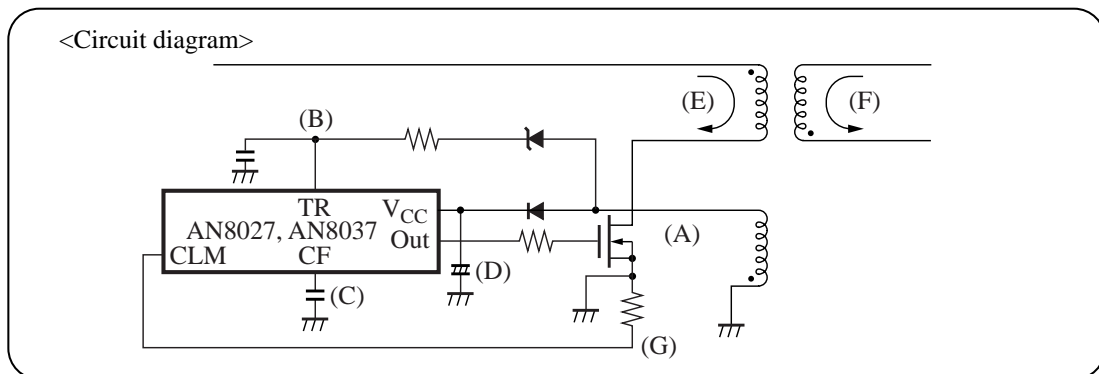 <Circuit diagram>
(E)
(F)
(B)
TR
VCC
AN8027, AN8037
Out
(A)
CLM
CF
(D)
(C)
(G)